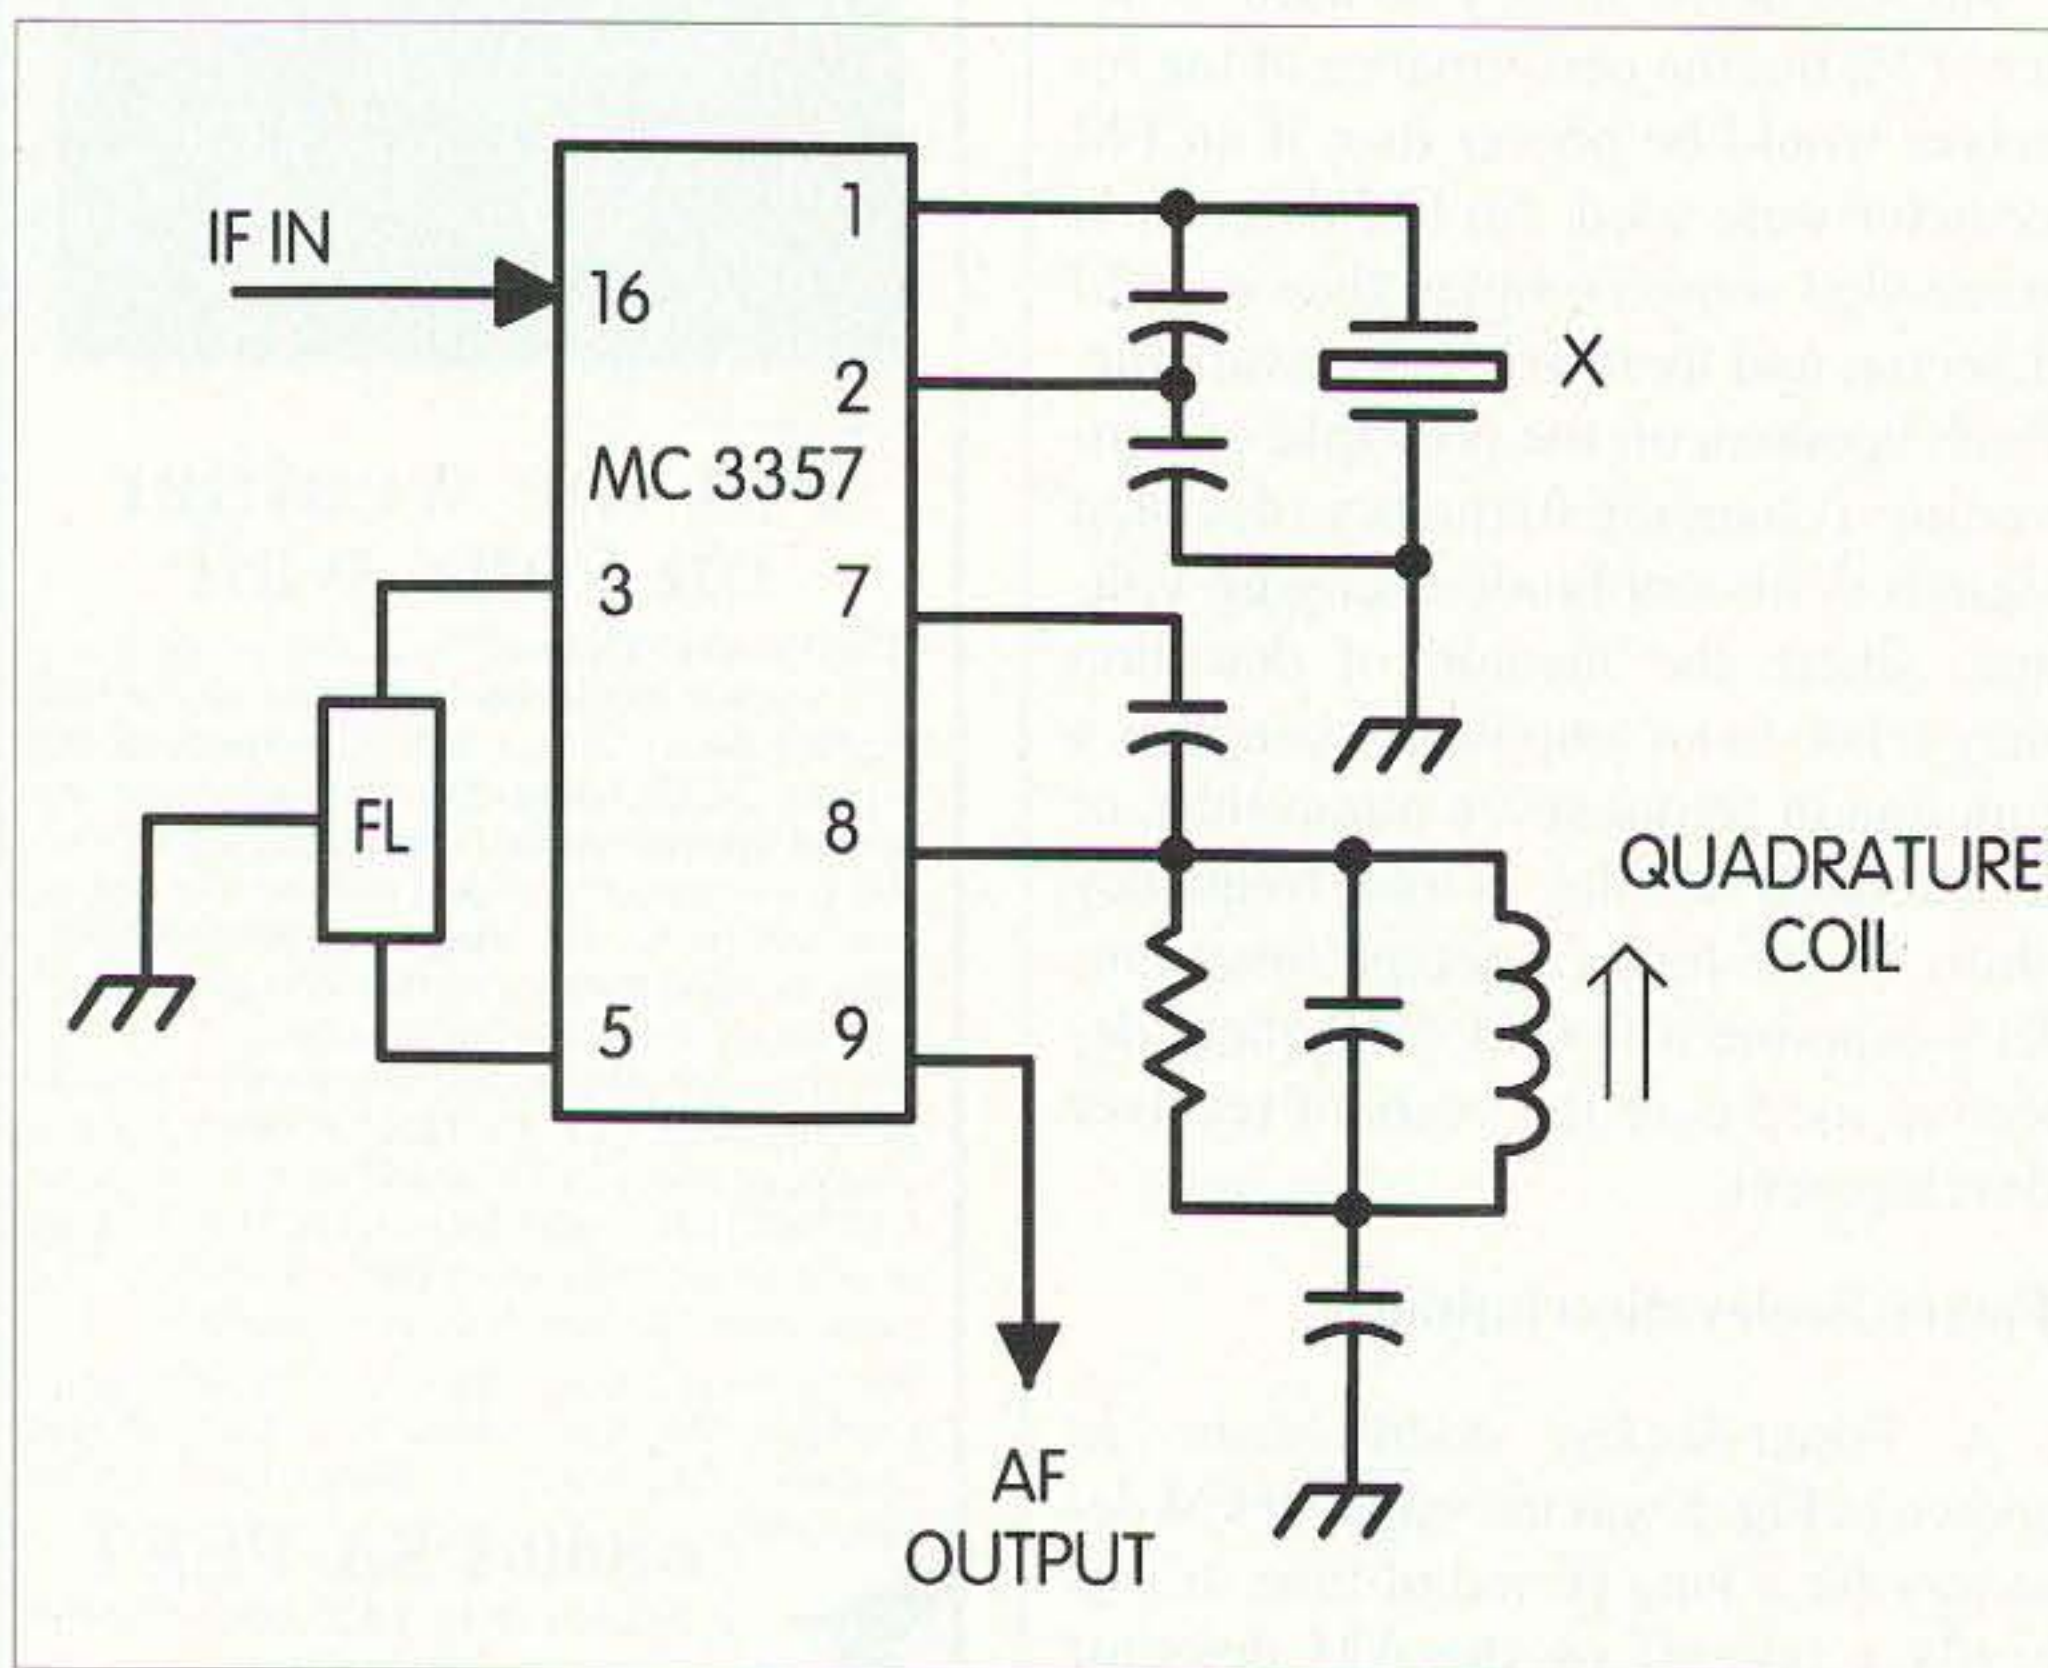 IF IN
1
16
2
MC 3357
3
7
X
FL
8
QUADRATURE
COIL
5
9
AF
OUTPUT